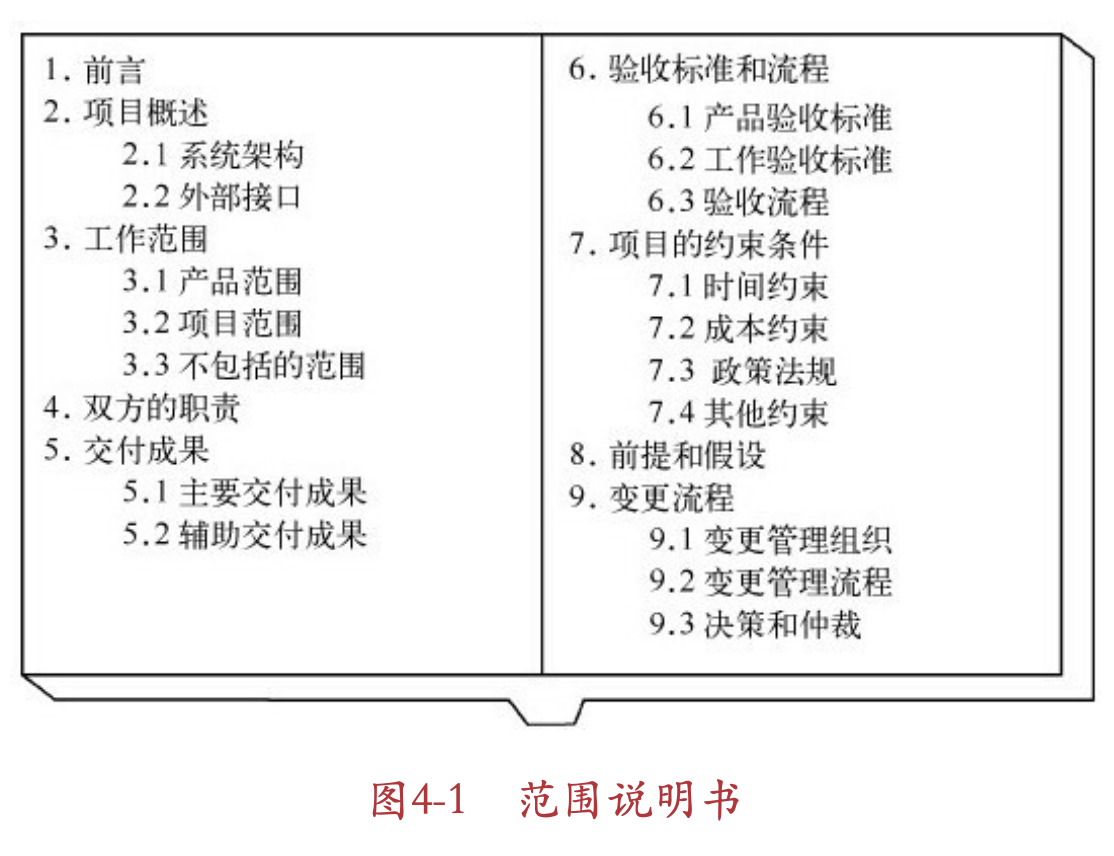 1. 前言
2. 项目概述
2.1 系统架构
2.2 外部接口
3. 工作范围
3.1 产品范围
3.2 项目范围
3.3 不包括的范围
4. 双方的职责
5. 交付成果
5.1 主要交付成果
5.2 辅助交付成果
6. 验收标准和流程
6.1 产品验收标准
6.2 工作验收标准
6.3 验收流程
7. 项目的约束条件
7.1 时间约束
7.2 成本约束
7.3 政策法规
7.4 其他约束
8. 前提和假设
9. 变更流程
9.1 变更管理组织
9.2 变更管理流程
9.3 决策和仲裁
图4-1 范围说明书